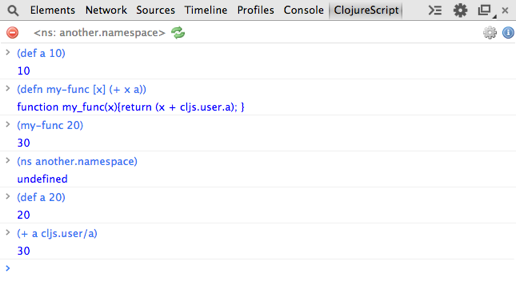 Elements Network Sources Timeline Profiles Console ClojureScript
<ns: another.namespace>
(def a 10)
10
(defn my-func [x] (+ x a))
function my_func(x){return (x + cljs.user.a); }
(my-func 20)
30
(ns another.namespace)
undefined
(def a 20)
20
(+ a cljs.user/a)
30